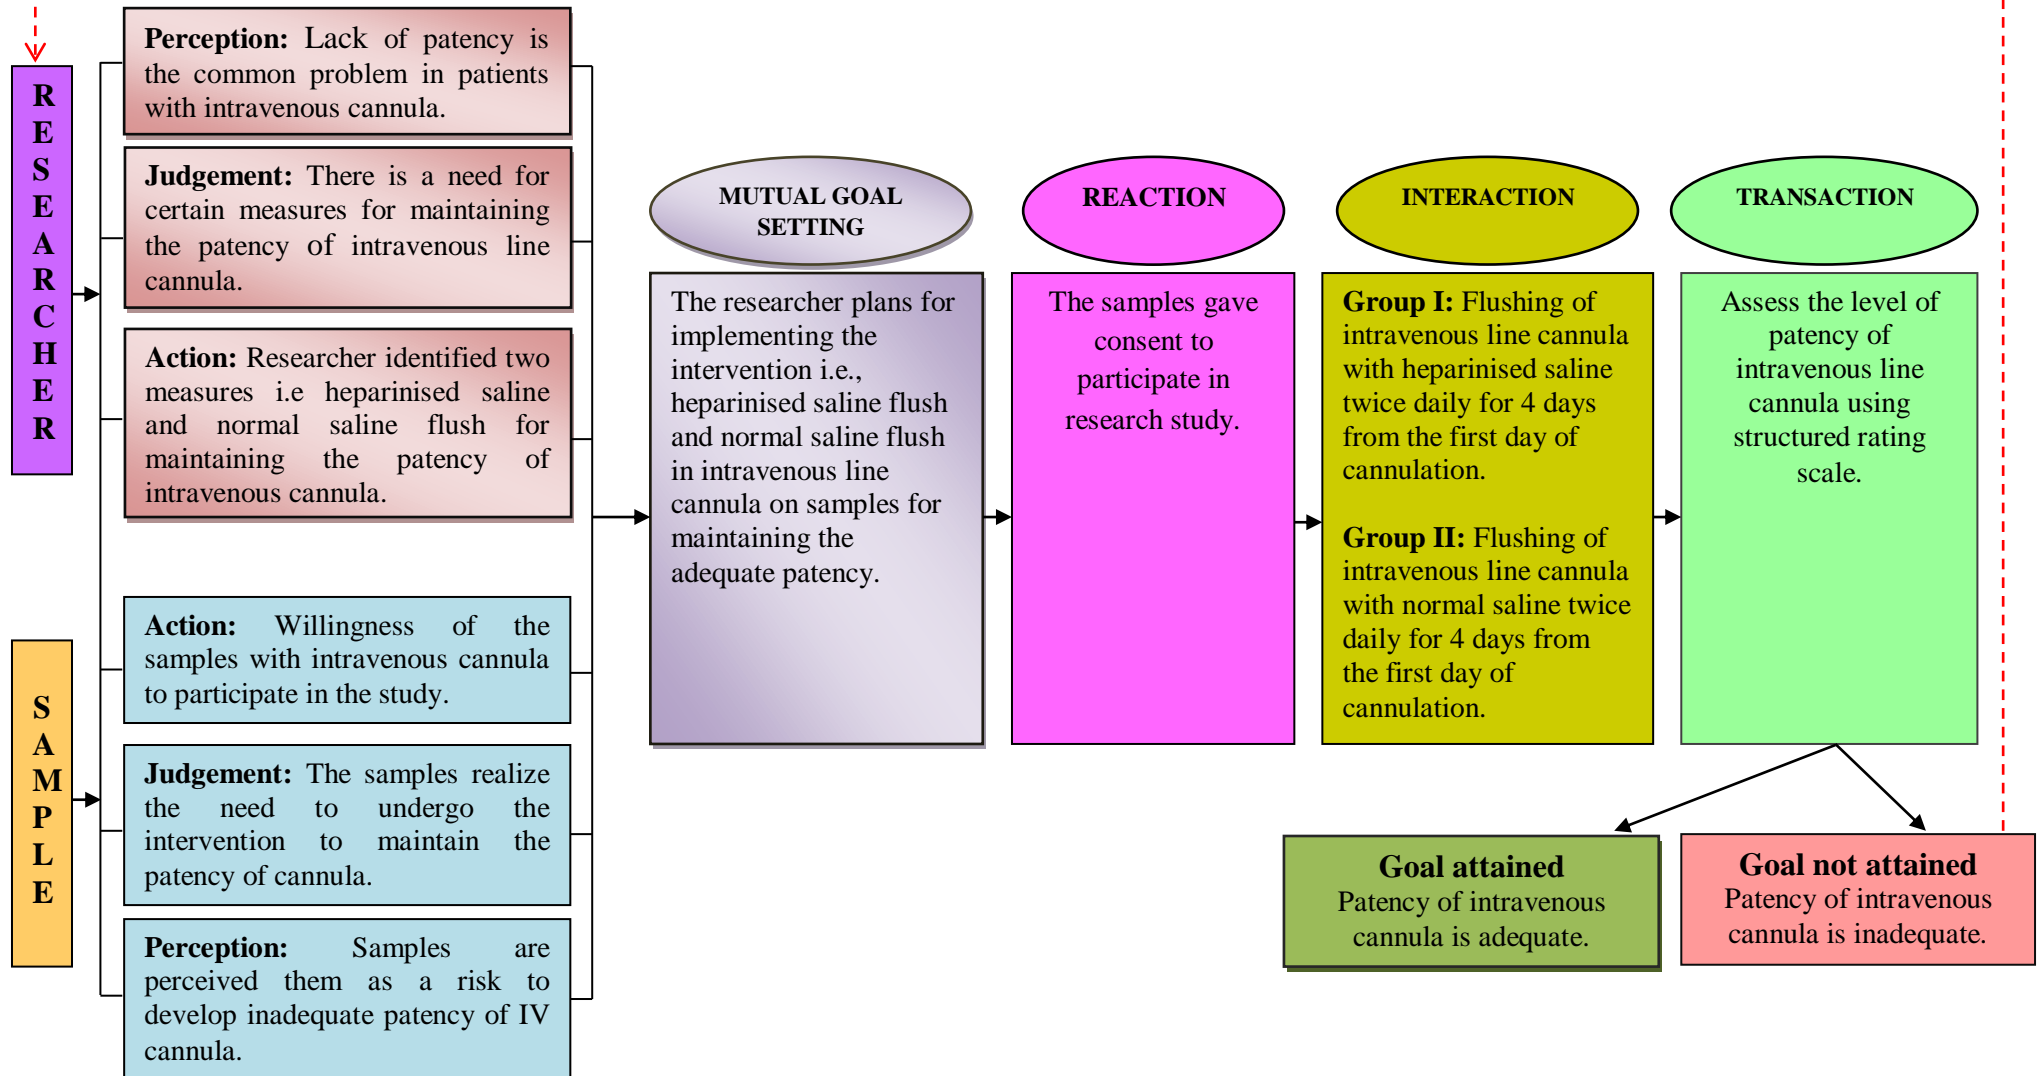 RESEARCHER
Perception: Lack of patency is
the common problem in patients
with intravenous cannula.
Judgement: There is a need for
certain measures for maintaining
the patency of intravenous line
cannula.
Action: Researcher identified two
measures i.e heparinised saline
and normal saline flush for
maintaining the patency of
intravenous cannula.
SAMPLE
Action: Willingness of the
samples with intravenous cannula
to participate in the study.
Judgement: The samples realize
the need to undergo the
intervention to maintain the
patency of cannula.
Perception: Samples are
perceived them as a risk to
develop inadequate patency of IV
cannula.
MUTUAL GOAL
SETTING
The researcher plans for
implementing the
intervention i.e.,
heparinised saline flush
and normal saline flush
in intravenous line
cannula on samples for
maintaining the
adequate patency.
REACTION
The samples gave
consent to
participate in
research study.
INTERACTION
Group I: Flushing of
intravenous line cannula
with heparinised saline
twice daily for 4 days
from the first day of
cannulation.
Group II: Flushing of
intravenous line cannula
with normal saline twice
daily for 4 days from
the first day of
cannulation.
TRANSACTION
Assess the level of
patency of
intravenous line
cannula using
structured rating
scale.
Goal attained
Patency of intravenous
cannula is adequate.
Goal not attained
Patency of intravenous
cannula is inadequate.